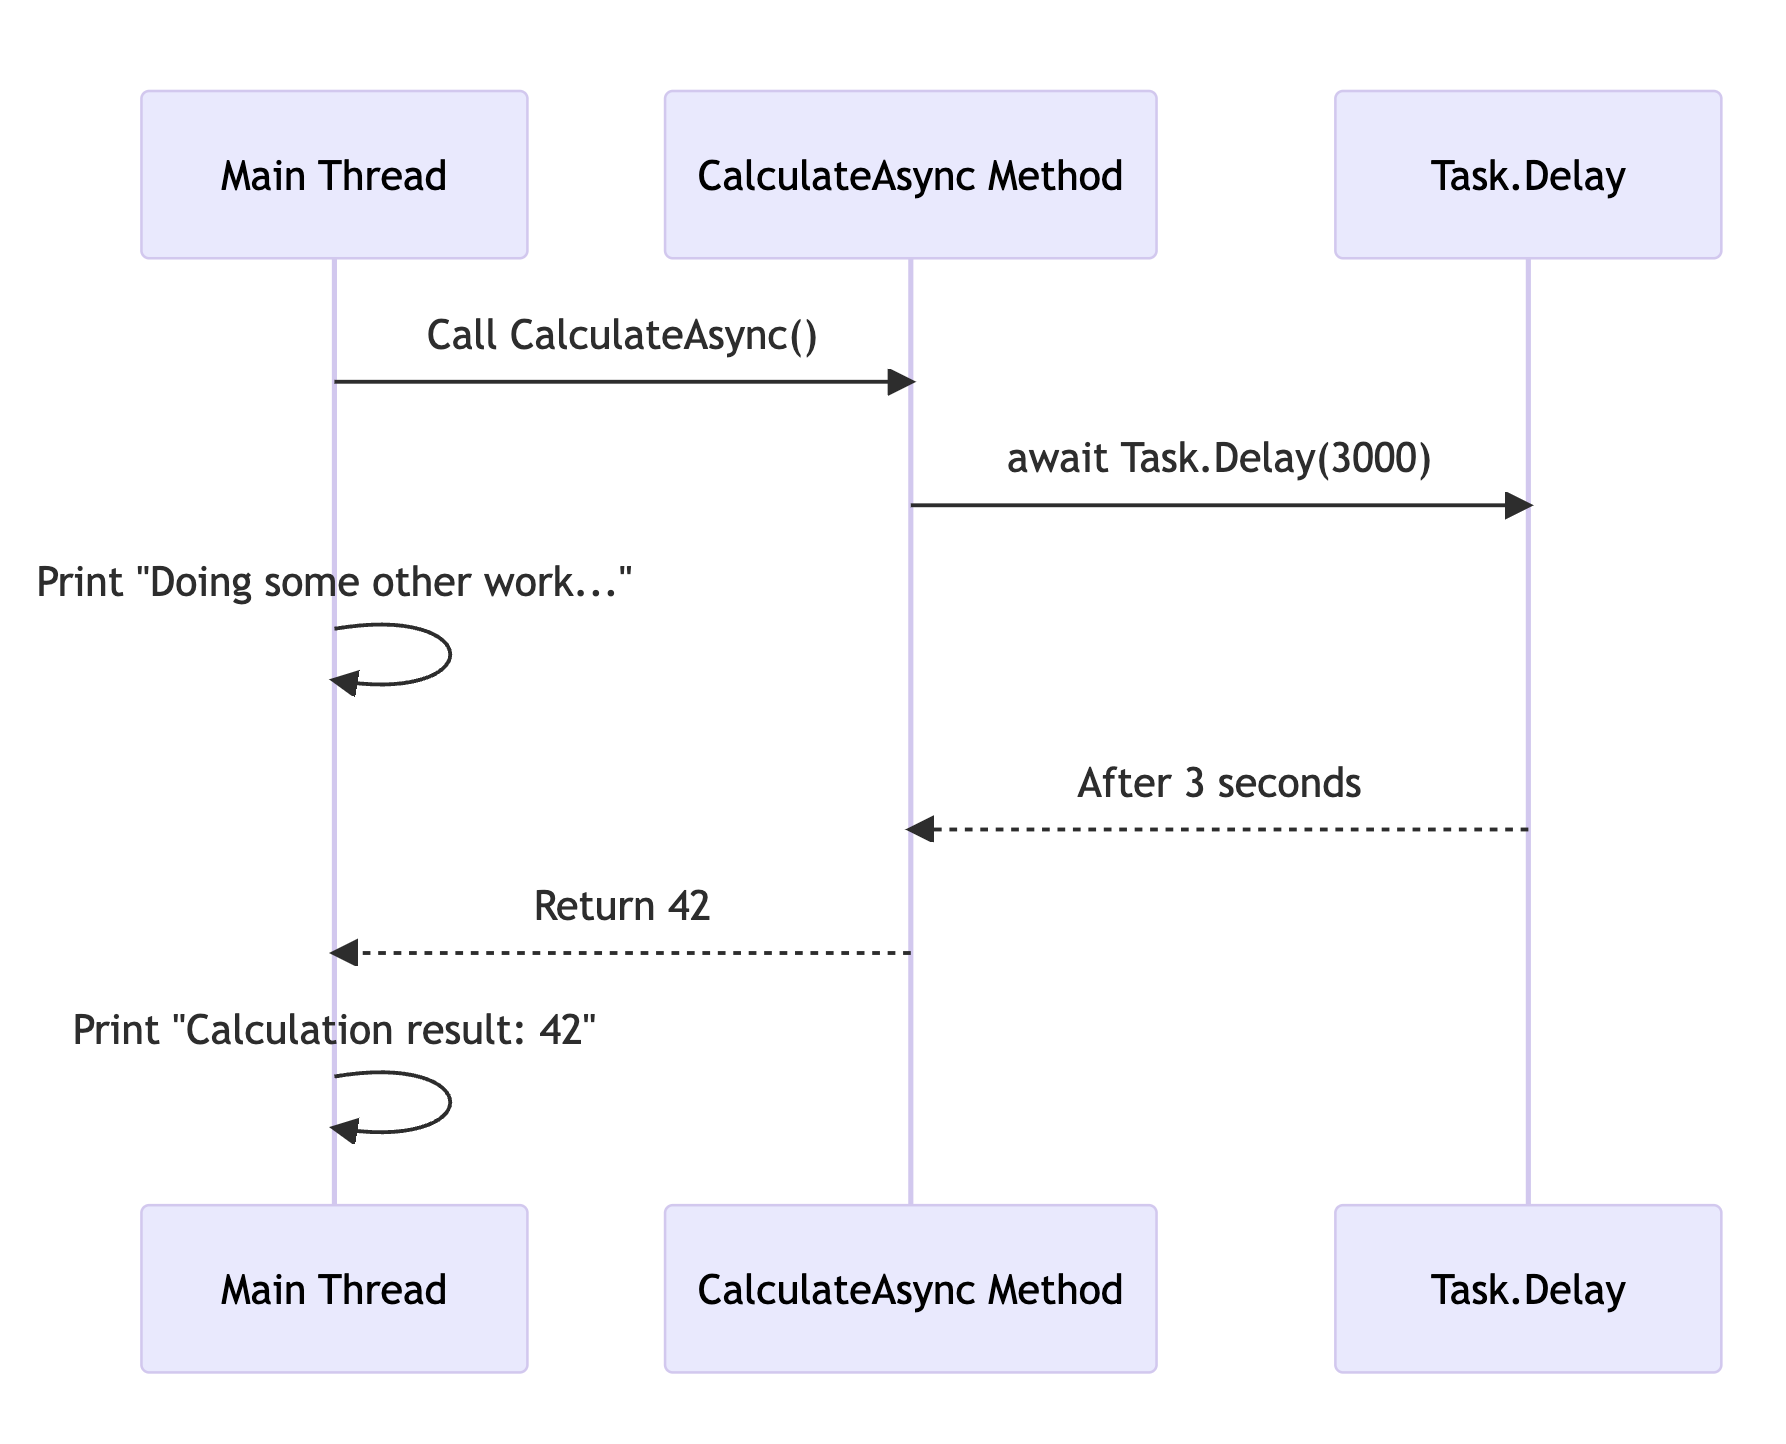 Main Thread
CalculateAsync Method
Task.Delay
Call CalculateAsync()
await Task.Delay(3000)
Print "Doing some other work..."
After 3 seconds
Return 42
Print "Calculation result: 42"
Main Thread
CalculateAsync Method
Task.Delay